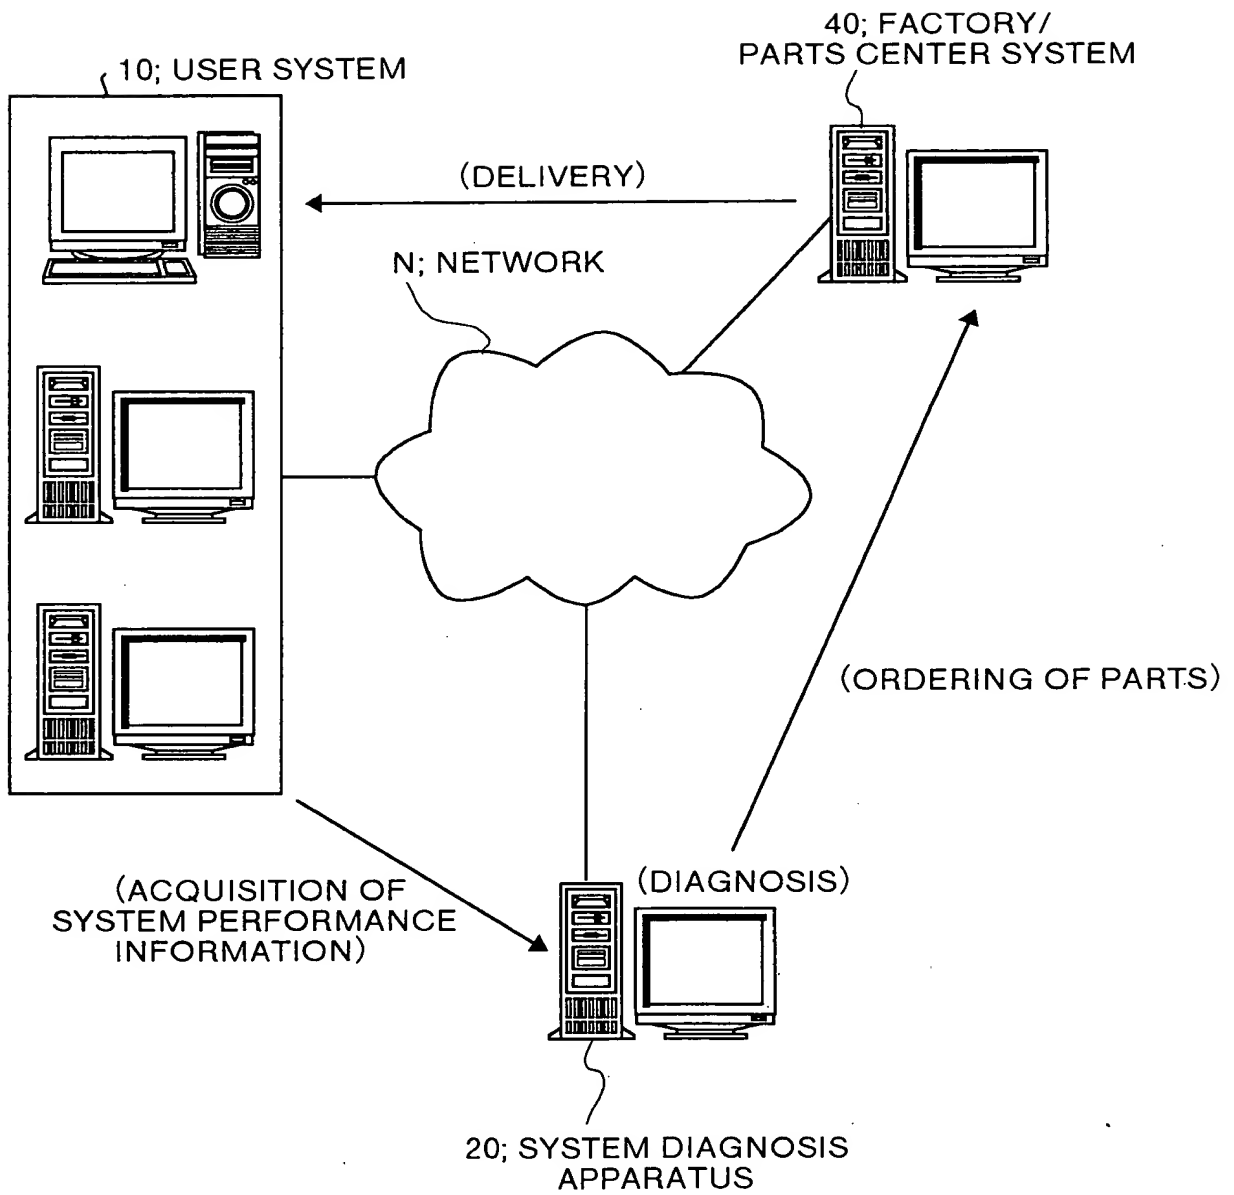 40; FACTORY/
PARTS CENTER SYSTEM
10; USER SYSTEM
(DELIVERY)
N; NETWORK
(ORDERING OF PARTS)
(DIAGNOSIS)
(ACQUISITION OF
SYSTEM PERFORMANCE
INFORMATION)
20; SYSTEM DIAGNOSIS
APPARATUS